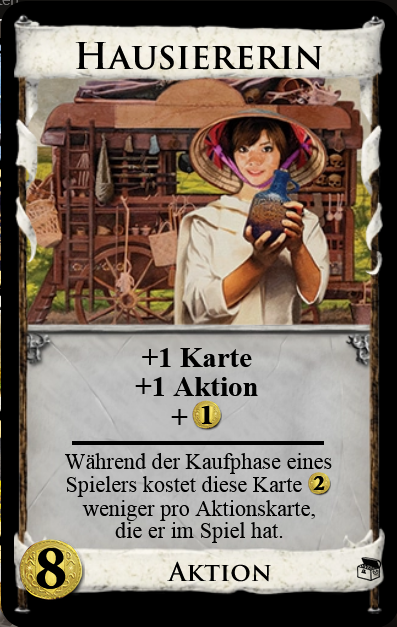 HAUSIERERIN
+1 Karte
+1 Aktion
+ 1
Während der Kaufphase eines
Spielers kostet diese Karte 2
weniger pro Aktionskarte,
die er im Spiel hat.
8
AKTION